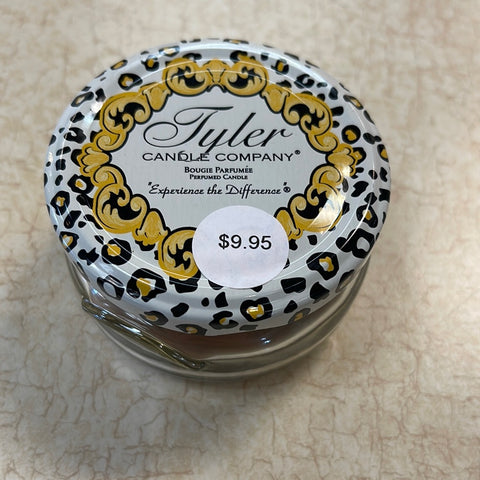 Tyler
CANDLE COMPANY®
BOUGIE PARFUMÉE
PERFUMED CANDLE
"Experience the Difference"®
$9.95